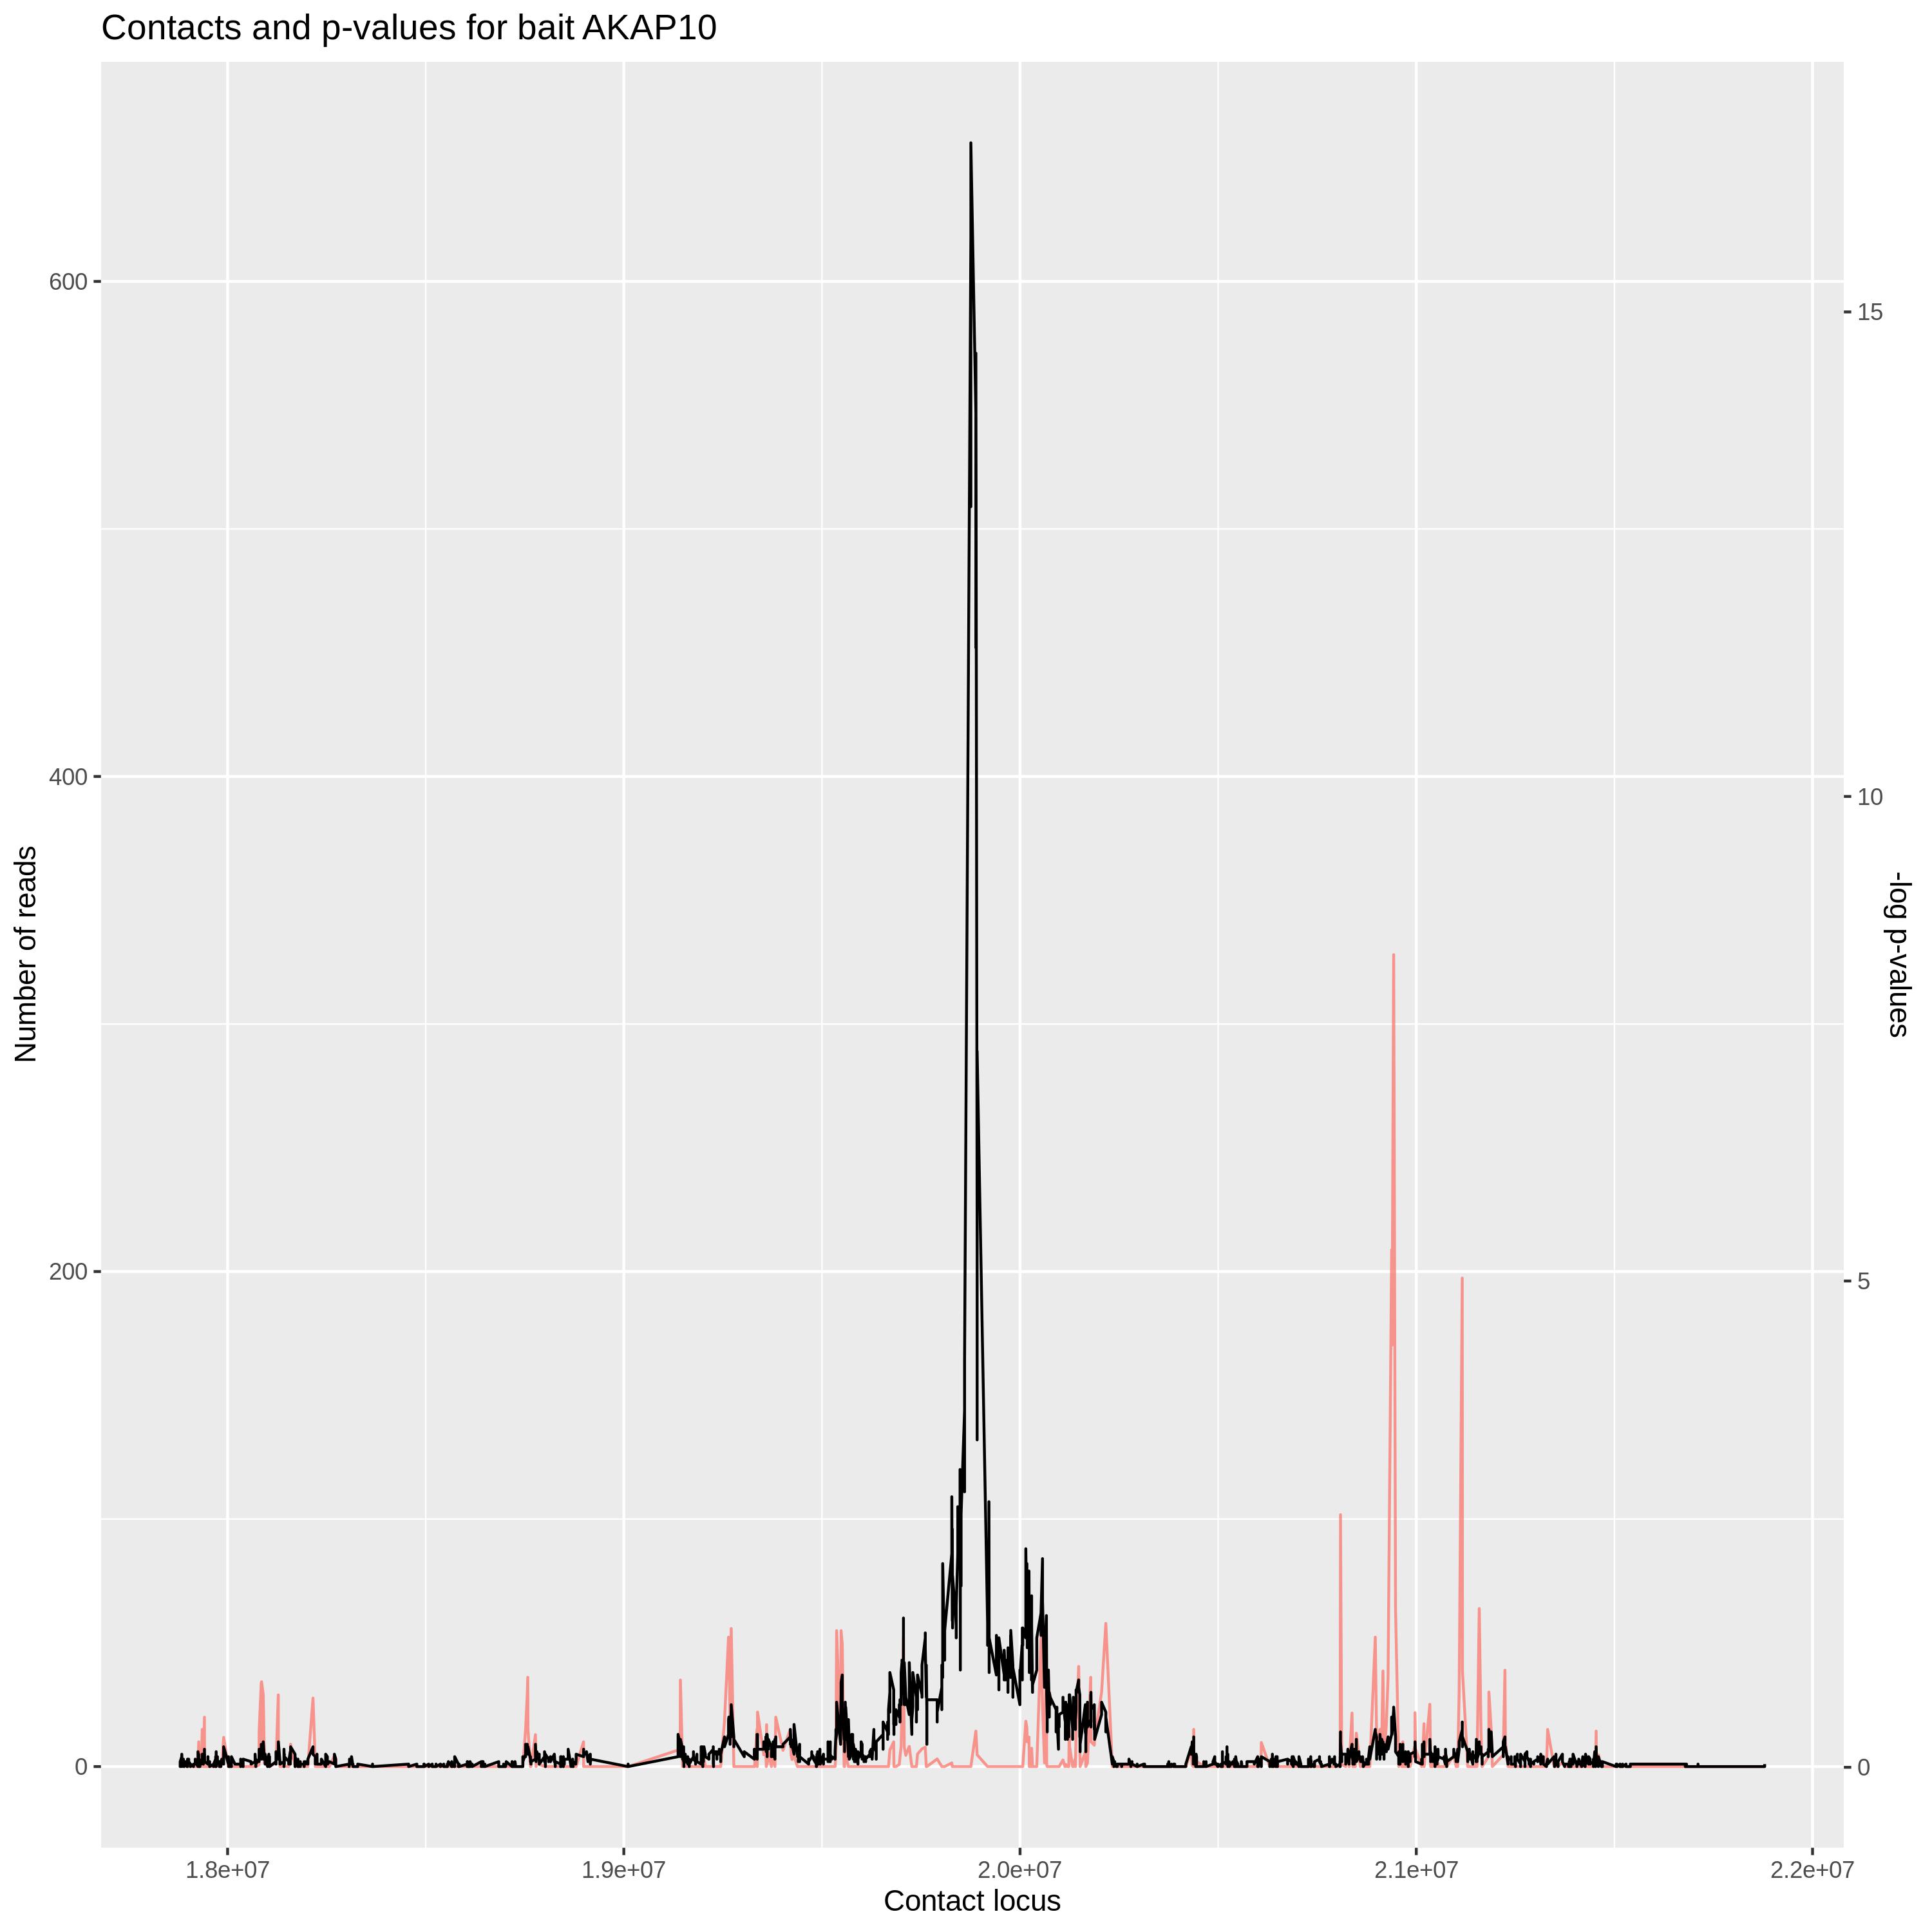 Contacts and p-values for bait AKAP10
600
400
200
0
Number of reads
15
10
5
0
-log p-values
1.8e+07 1.9e+07 2.0e+07 2.1e+07 2.2e+07
Contact locus